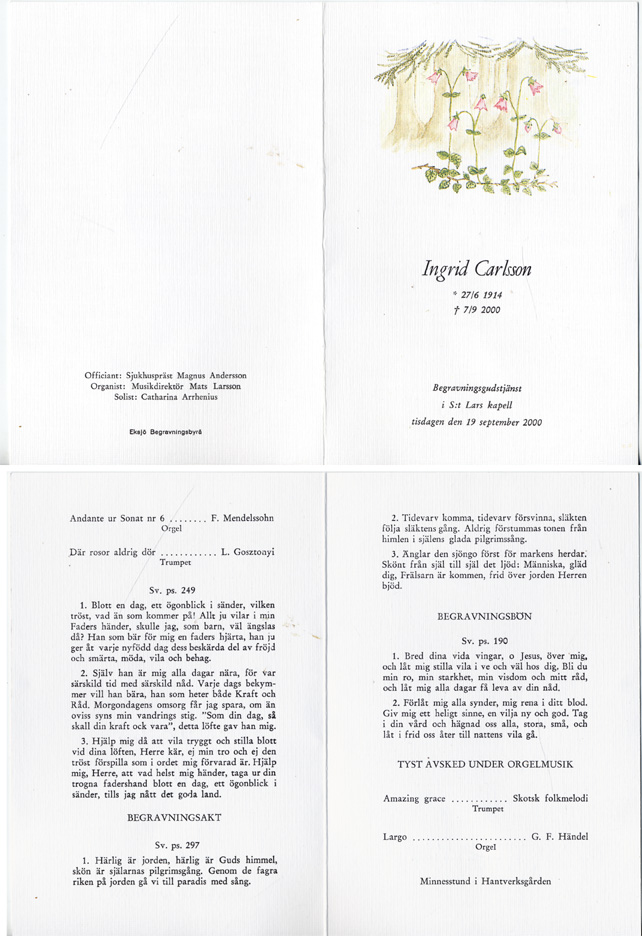 Ingrid Carlsson
* 27/6 1914
† 7/9 2000
Begravningsgudstjänst
i S:t Lars kapell
tisdagen den 19 september 2000
Officiant: Sjukhuspräst Magnus Andersson
Organist: Musikdirektör Mats Larsson
Solist: Catharina Arrhenius
Eksjö Begravningsbyrå
Andante ur Sonat nr 6 ........ F. Mendelssohn
Orgel
Där rosor aldrig dör ............ L. Gosztonyi
Trumpet
Sv. ps. 249
1. Blott en dag, ett ögonblick i sänder, vilken
tröst, vad än som kommer på! Allt ju vilar i min
Faders händer, skulle jag, som barn, väl ängslas
då? Han som bär för mig en faders hjärta, han ju
ger åt varje nyfödd dag dess beskärda del av fröjd
och smärta, möda, vila och behag.
2. Själv han är mig alla dagar nära, för var
särskild tid med särskild nåd. Varje dags bekym-
mer vill han bära, han som heter både Kraft och
Råd. Morgondagens omsorg får jag spara, om än
oviss syns min vandrings stig. "Som din dag, så
skall din kraft ock vara", detta löfte gav han mig.
3. Hjälp mig då att vila tryggt och stilla blott
vid dina löften, Herre kär, ej min tro och ej den
tröst förspilla som i ordet mig förvarad är. Hjälp
mig, Herre, att vad helst mig händer, taga ur din
trogna fadershand blott en dag, ett ögonblick i
sänder, tills jag nått det goda land.
BEGRAVNINGSAKT
Sv. ps. 297
1. Härlig är jorden, härlig är Guds himmel,
skön är själarnas pilgrimsgång. Genom de fagra
riken på jorden gå vi till paradis med sång.
2. Tidevarv komma, tidevarv försvinna, släkten
följa släktens gång. Aldrig förstummas tonen från
himlen i själens glada pilgrimssång.
3. Änglar den sjöngo först för markens herdar.
Skönt från själ till själ det ljöd: Människa, gläd
dig, Frälsarn är kommen, frid över jorden Herren
bjöd.
BEGRAVNINGSBÖN
Sv. ps. 190
1. Bred dina vida vingar, o Jesus, över mig,
och låt mig stilla vila i ve och väl hos dig. Bli du
min ro, min starkhet, min visdom och mitt råd,
och låt mig alla dagar få leva av din nåd.
2. Förlåt mig alla synder, mig rena i ditt blod.
Giv mig ett heligt sinne, en vilja ny och god. Tag
i din vård och hägnad oss alla, stora, små, och
låt i frid oss åter till nattens vila gå.
TYST AVSKED UNDER ORGELMUSIK
Amazing grace ............ Skotsk folkmelodi
Trumpet
Largo ........................ G. F. Händel
Orgel
Minnesstund i Hantverksgården